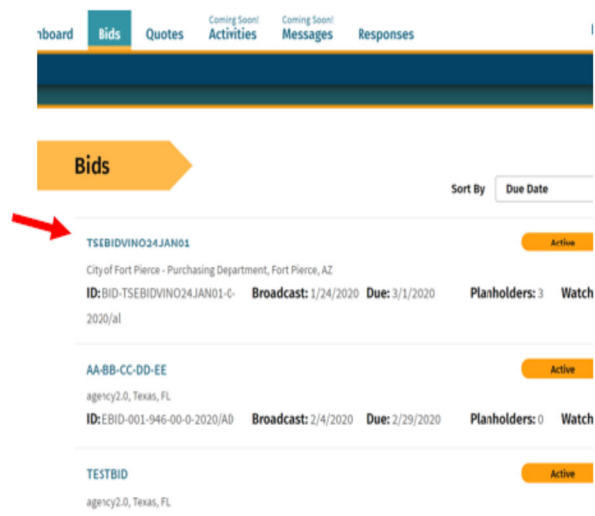 Coming Soon! Coming Soon!
Bids Quotes Activities Messages Responses
Bids
Sort By Due Date
TSEBIDVINO24JAN01 Active
City of Fort Pierce - Purchasing Department, Fort Pierce, AZ
ID: BID-TSEBIDVINO24JAN01-0- Broadcast: 1/24/2020 Due: 3/1/2020 Planholders: 3 Watch
2020/al
AA-BB-CC-DD-EE Active
agency2.0, Texas, FL
ID: EBID-001-946-00-0-2020/AD Broadcast: 2/4/2020 Due: 2/29/2020 Planholders: 0 Watch
TESTBID Active
agency2.0, Texas, FL